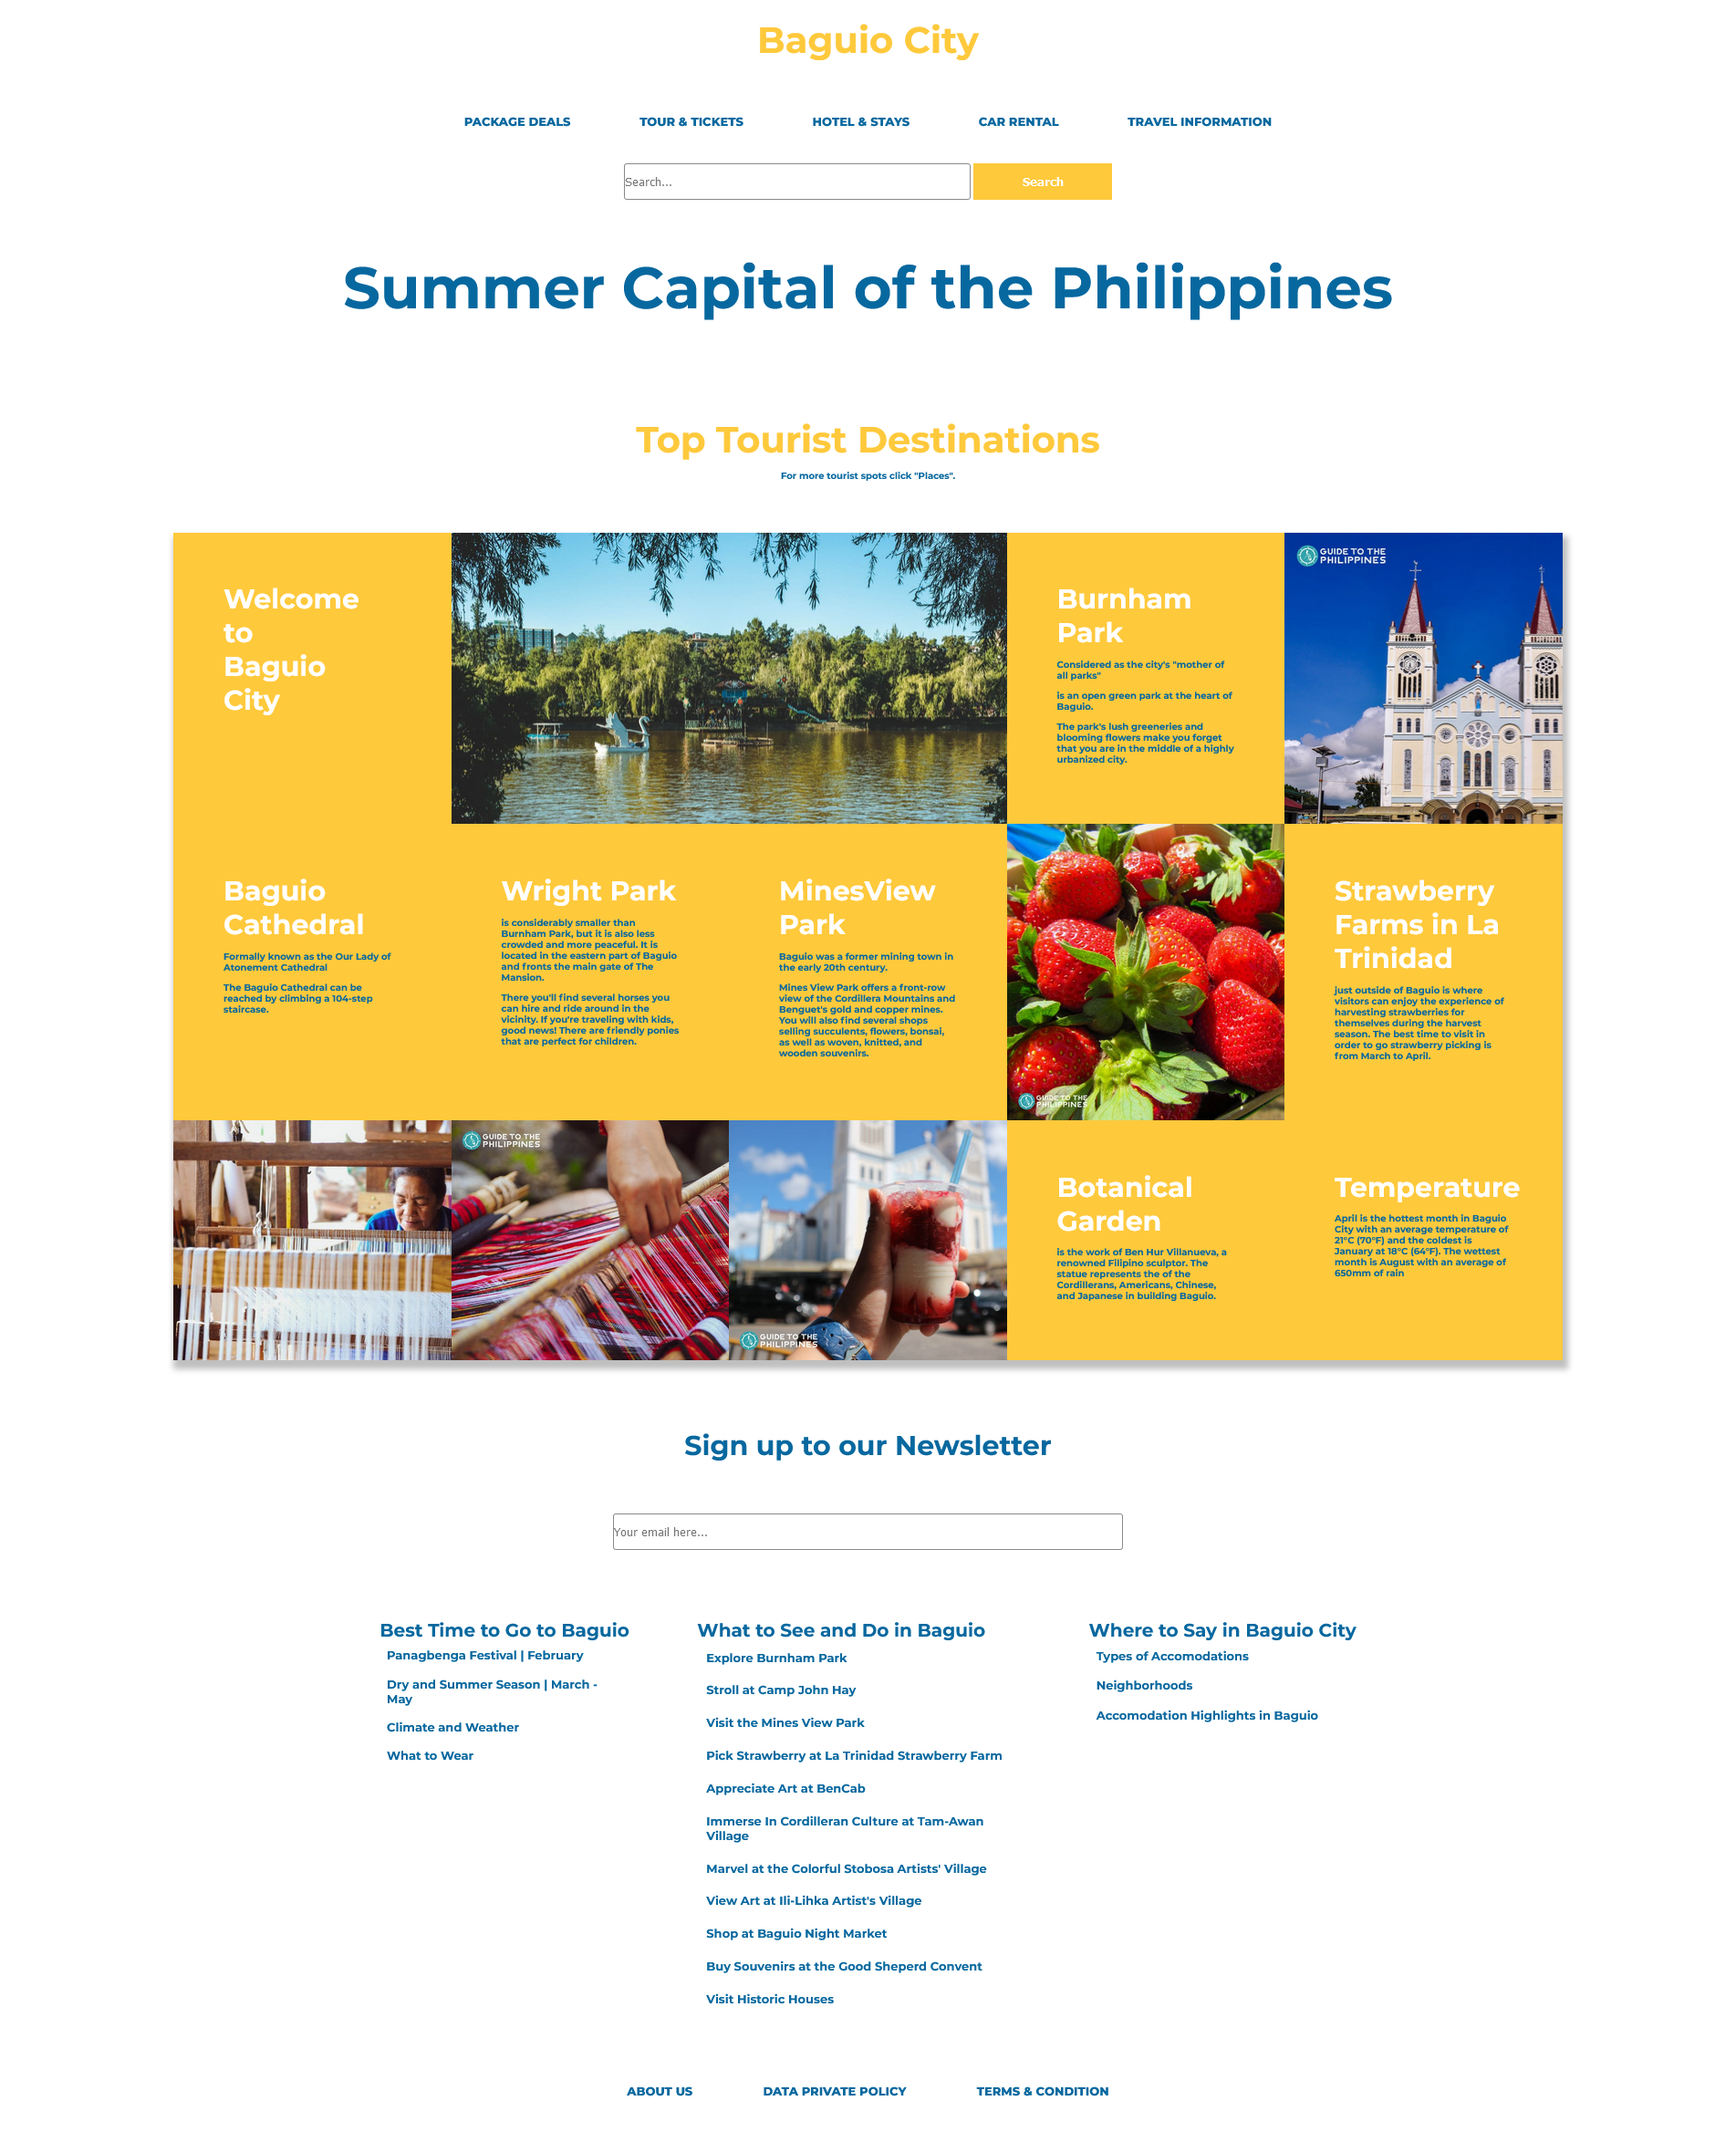 Baguio City
PACKAGE DEALS
TOUR & TICKETS
HOTEL & STAYS
CAR RENTAL
TRAVEL INFORMATION
Search...
Search
Summer Capital of the Philippines
Top Tourist Destinations
For more tourist spots click "Places".
Welcome
to
Baguio
City
Burnham
Park
Considered as the city's "mother of
all parks"
is an open green park at the heart of
Baguio.
The park's lush greeneries and
blooming flowers make you forget
that you are in the middle of a highly
urbanized city.
GUIDE TO THE
PHILIPPINES
Baguio
Cathedral
Formally known as the Our Lady of
Atonement Cathedral
The Baguio Cathedral can be
reached by climbing a 104-step
staircase.
Wright Park
is considerably smaller than
Burnham Park, but it is also less
crowded and more peaceful. It is
located in the eastern part of Baguio
and fronts the main gate of The
Mansion.
There you'll find several horses you
can hire and ride around in the
vicinity. If you're traveling with kids,
good news! There are friendly ponies
that are perfect for children.
MinesView
Park
Baguio was a former mining town in
the early 20th century.
Mines View Park offers a front-row
view of the Cordillera Mountains and
Benguet's gold and copper mines.
You will also find several shops
selling succulents, flowers, bonsai,
as well as woven, knitted, and
wooden souvenirs.
GUIDE TO THE
PHILIPPINES
Strawberry
Farms in La
Trinidad
just outside of Baguio is where
visitors can enjoy the experience of
harvesting strawberries for
themselves during the harvest
season. The best time to visit in
order to go strawberry picking is
from March to April.
GUIDE TO THE
PHILIPPINES
GUIDE TO THE
PHILIPPINES
Botanical
Garden
is the work of Ben Hur Villanueva, a
renowned Filipino sculptor. The
statue represents the of the
Cordillerans, Americans, Chinese,
and Japanese in building Baguio.
Temperature
April is the hottest month in Baguio
City with an average temperature of
21°C (70°F) and the coldest is
January at 18°C (64°F). The wettest
month is August with an average of
650mm of rain
Sign up to our Newsletter
Your email here...
Best Time to Go to Baguio
Panagbenga Festival | February
Dry and Summer Season | March -
May
Climate and Weather
What to Wear
What to See and Do in Baguio
Explore Burnham Park
Stroll at Camp John Hay
Visit the Mines View Park
Pick Strawberry at La Trinidad Strawberry Farm
Appreciate Art at BenCab
Immerse In Cordilleran Culture at Tam-Awan
Village
Marvel at the Colorful Stobosa Artists' Village
View Art at Ili-Lihka Artist's Village
Shop at Baguio Night Market
Buy Souvenirs at the Good Sheperd Convent
Visit Historic Houses
Where to Say in Baguio City
Types of Accomodations
Neighborhoods
Accomodation Highlights in Baguio
ABOUT US
DATA PRIVATE POLICY
TERMS & CONDITION